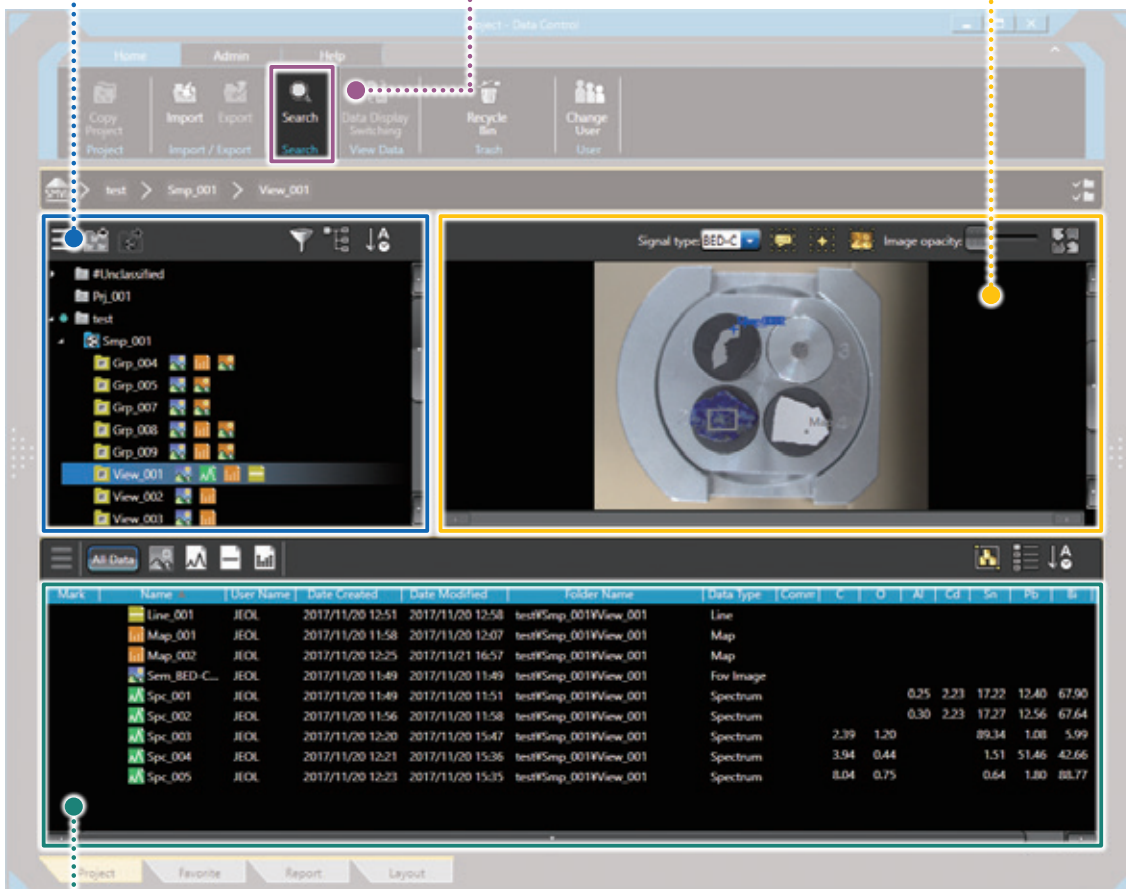 Project - Data Control
Home Admin Help
Copy Project Import Export Search Data Display Switching Recycle Bin Change User
Project Import / Export Search View Data Trash User
test > Smp_001 > View_001
Signal type: BED-C Image opacity:
#Unclassified
Prj_001
test
Smp_001
Grp_004
Grp_005
Grp_007
Grp_008
Grp_009
View_001
View_002
View_003
All Data
Mark Name User Name Date Created Date Modified Folder Name Data Type Comm C O Al Cd Sn Pb Bi
Line_001 JEOL 2017/11/20 12:51 2017/11/20 12:58 test¥Smp_001¥View_001 Line
Map_001 JEOL 2017/11/20 11:58 2017/11/20 12:07 test¥Smp_001¥View_001 Map
Map_002 JEOL 2017/11/20 12:25 2017/11/21 16:57 test¥Smp_001¥View_001 Map
Sem_BED-C... JEOL 2017/11/20 11:49 2017/11/20 11:49 test¥Smp_001¥View_001 Fov Image
Spc_001 JEOL 2017/11/20 11:49 2017/11/20 11:51 test¥Smp_001¥View_001 Spectrum 0.25 2.23 17.22 12.40 67.90
Spc_002 JEOL 2017/11/20 11:56 2017/11/20 11:58 test¥Smp_001¥View_001 Spectrum 0.30 2.23 17.27 12.56 67.64
Spc_003 JEOL 2017/11/20 12:20 2017/11/20 15:47 test¥Smp_001¥View_001 Spectrum 2.39 1.20 89.34 1.08 5.99
Spc_004 JEOL 2017/11/20 12:21 2017/11/20 15:36 test¥Smp_001¥View_001 Spectrum 3.94 0.44 1.51 51.46 42.66
Spc_005 JEOL 2017/11/20 12:23 2017/11/20 15:35 test¥Smp_001¥View_001 Spectrum 8.04 0.75 0.64 1.80 88.77
Project Favorite Report Layout